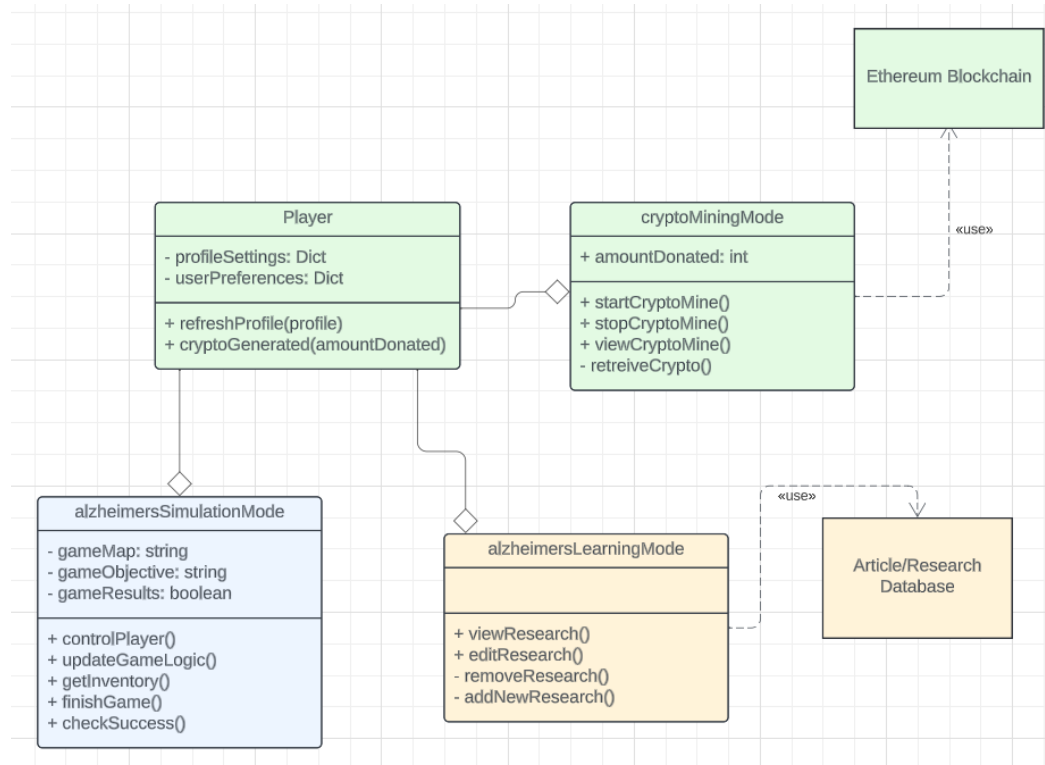 Ethereum Blockchain
«use»
Player
- profileSettings: Dict
- userPreferences: Dict
+ refreshProfile(profile)
+ cryptoGenerated(amountDonated)
cryptoMiningMode
+ amountDonated: int
+ startCryptoMine()
+ stopCryptoMine()
+ viewCryptoMine()
- retreiveCrypto()
alzheimersSimulationMode
- gameMap: string
- gameObjective: string
- gameResults: boolean
+ controlPlayer()
+ updateGameLogic()
+ getInventory()
+ finishGame()
+ checkSuccess()
alzheimersLearningMode
+ viewResearch()
+ editResearch()
- removeResearch()
- addNewResearch()
«use»
Article/Research
Database